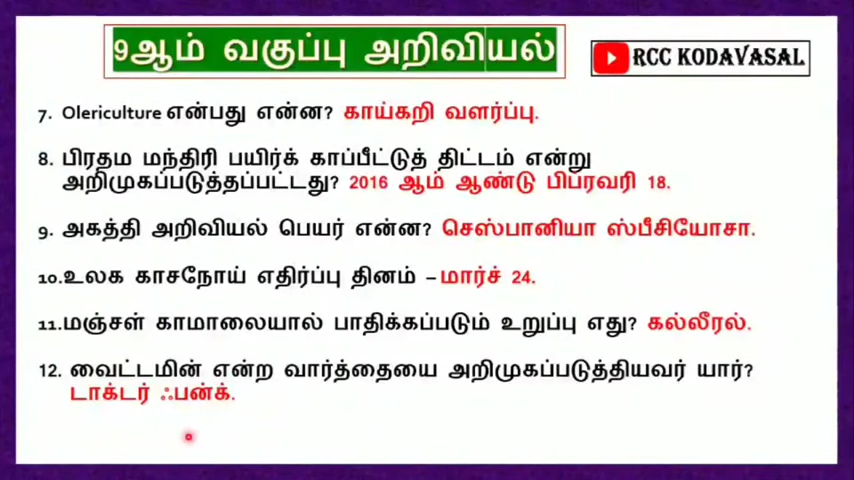 9ஆம் வகுப்பு அறிவியல்
RCC KODAVASAL
7. Olericulture என்பது என்ன? காய்கறி வளர்ப்பு.
8. பிரதம மந்திரி பயிர்க் காப்பீட்டுத் திட்டம் என்று
அறிமுகப்படுத்தப்பட்டது? 2016 ஆம் ஆண்டு பிப்ரவரி 18.
9. அகத்தி அறிவியல் பெயர் என்ன? செஸ்பானியா ஸ்பீசியோசா.
10.உலக காசநோய் எதிர்ப்பு தினம் – மார்ச் 24.
11.மஞ்சள் காமாலையால் பாதிக்கப்படும் உறுப்பு எது? கல்லீரல்.
12. வைட்டமின் என்ற வார்த்தையை அறிமுகப்படுத்தியவர் யார்?
டாக்டர் ஃபன்க்.